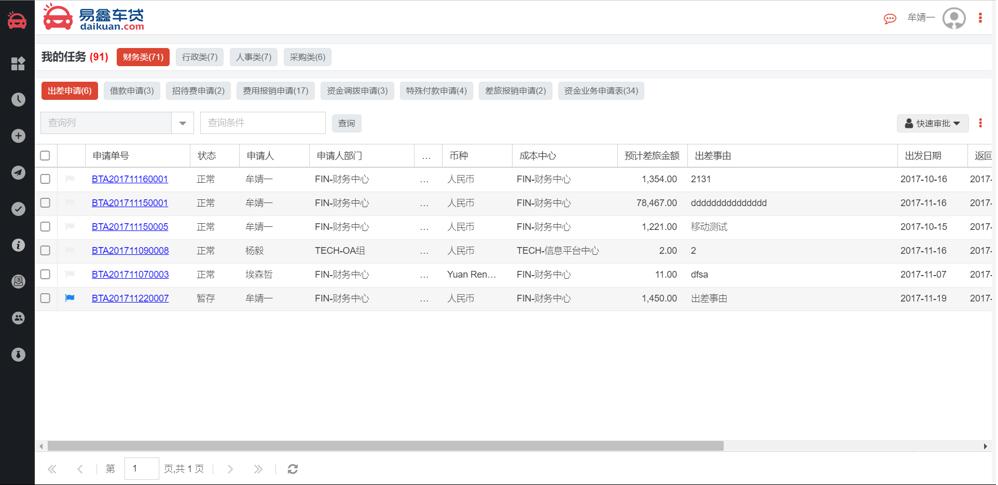 易鑫车贷
daikuan.com
牟婧一
我的任务 (91) 财务类(71) 行政类(7) 人事类(7) 采购类(6)
出差申请(6) 借款申请(3) 招待费申请(2) 费用报销申请(17) 资金调拨申请(3) 特殊付款申请(4) 差旅报销申请(2) 资金业务申请表(34)
查询列 查询条件 查询 快速审批
申请单号 状态 申请人 申请人部门 ... 币种 成本中心 预计差旅金额 出差事由 出发日期 返回
BTA201711160001 正常 牟婧一 FIN-财务中心 ... 人民币 FIN-财务中心 1,354.00 2131 2017-10-16 2017-
BTA201711150001 正常 牟婧一 FIN-财务中心 ... 人民币 FIN-财务中心 78,467.00 ddddddddddddddd 2017-11-16 2017-
BTA201711150005 正常 牟婧一 FIN-财务中心 ... 人民币 FIN-财务中心 1,221.00 移动测试 2017-10-15 2017-
BTA201711090008 正常 杨毅 TECH-OA组 ... 人民币 TECH-信息平台中心 2.00 2 2017-11-16 2017-
BTA201711070003 正常 埃森哲 FIN-财务中心 ... Yuan Ren... FIN-财务中心 11.00 dfsa 2017-11-07 2017-
BTA201711220007 暂存 牟婧一 FIN-财务中心 ... 人民币 FIN-财务中心 1,450.00 出差事由 2017-11-19 2017-
第 1 页,共 1 页